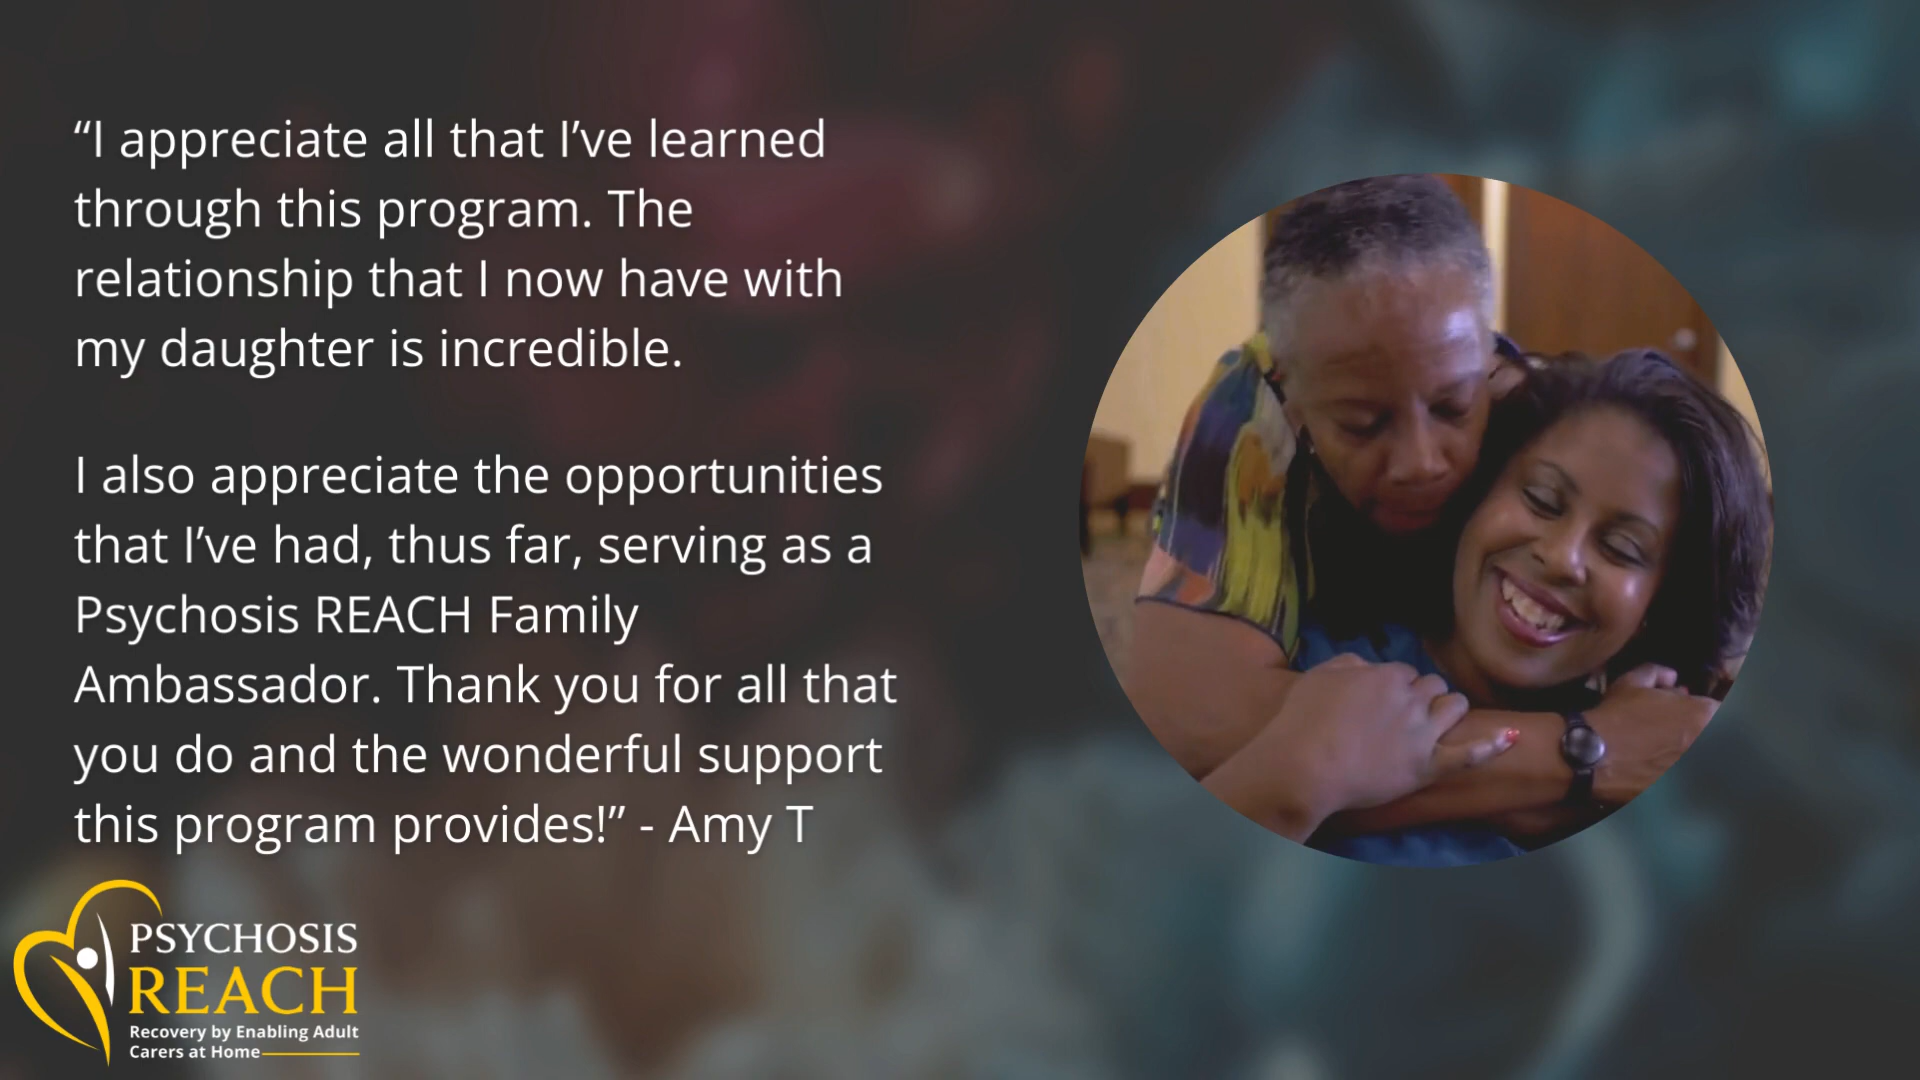 “I appreciate all that I’ve learned
through this program. The
relationship that I now have with
my daughter is incredible.
I also appreciate the opportunities
that I’ve had, thus far, serving as a
Psychosis REACH Family
Ambassador. Thank you for all that
you do and the wonderful support
this program provides!” - Amy T
PSYCHOSIS
REACH
Recovery by Enabling Adult
Carers at Home